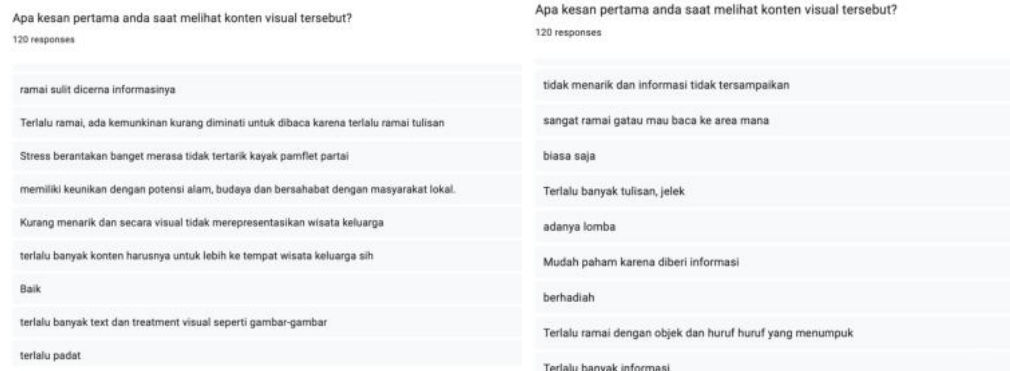 Apa kesan pertama anda saat melihat konten visual tersebut?
120 responses
ramai sulit dicerna informasinya
Terlalu ramai, ada kemunkinan kurang diminati untuk dibaca karena terlalu ramai tulisan
Stress berantakan banget merasa tidak tertarik kayak pamflet partai
memiliki keunikan dengan potensi alam, budaya dan bersahabat dengan masyarakat lokal.
Kurang menarik dan secara visual tidak merepresentasikan wisata keluarga
terlalu banyak konten harusnya untuk lebih ke tempat wisata keluarga sih
Baik
terlalu banyak text dan treatment visual seperti gambar-gambar
terlalu padat
Apa kesan pertama anda saat melihat konten visual tersebut?
120 responses
tidak menarik dan informasi tidak tersampaikan
sangat ramai gatau mau baca ke area mana
biasa saja
Terlalu banyak tulisan, jelek
adanya lomba
Mudah paham karena diberi informasi
berhadiah
Terlalu ramai dengan objek dan huruf huruf yang menumpuk
Terlalu banyak informasi